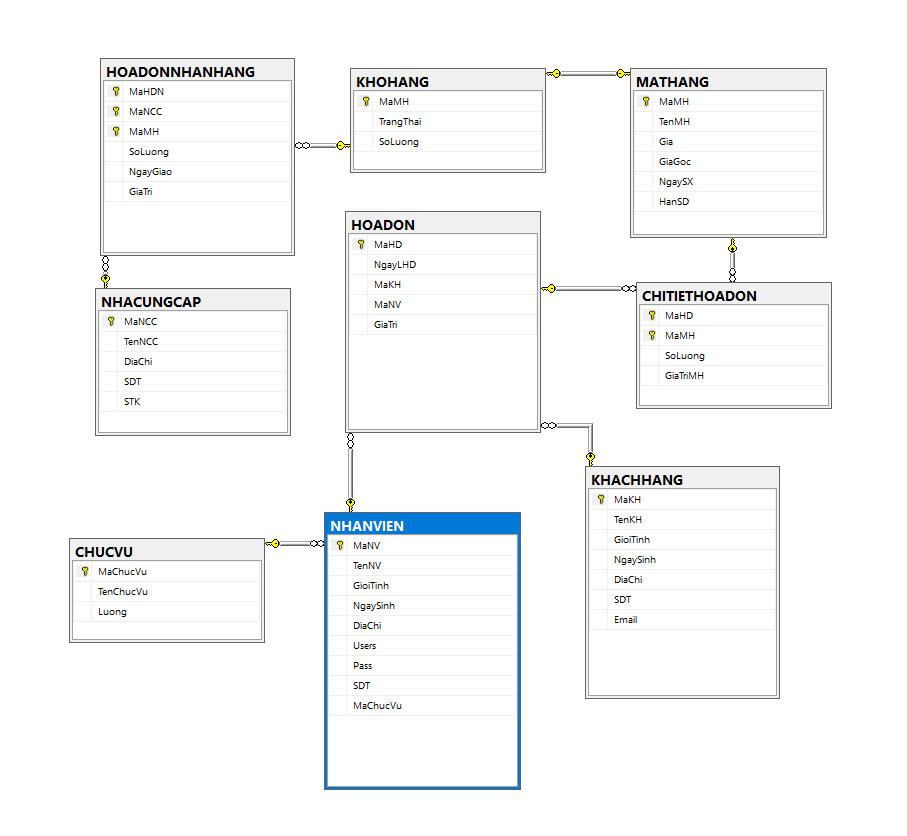 HOADONNHANHANG
MaHDN
MaNCC
MaMH
SoLuong
NgayGiao
GiaTri
KHOHANG
MaMH
TrangThai
SoLuong
MATHANG
MaMH
TenMH
Gia
GiaGoc
NgaySX
HanSD
HOADON
MaHD
NgayLHD
MaKH
MaNV
GiaTri
CHITIETHOADON
MaHD
MaMH
SoLuong
GiaTriMH
NHACUNGCAP
MaNCC
TenNCC
DiaChi
SDT
STK
KHACHHANG
MaKH
TenKH
GioiTinh
NgaySinh
DiaChi
SDT
Email
NHANVIEN
MaNV
TenNV
GioiTinh
NgaySinh
DiaChi
Users
Pass
SDT
MaChucVu
CHUCVU
MaChucVu
TenChucVu
Luong